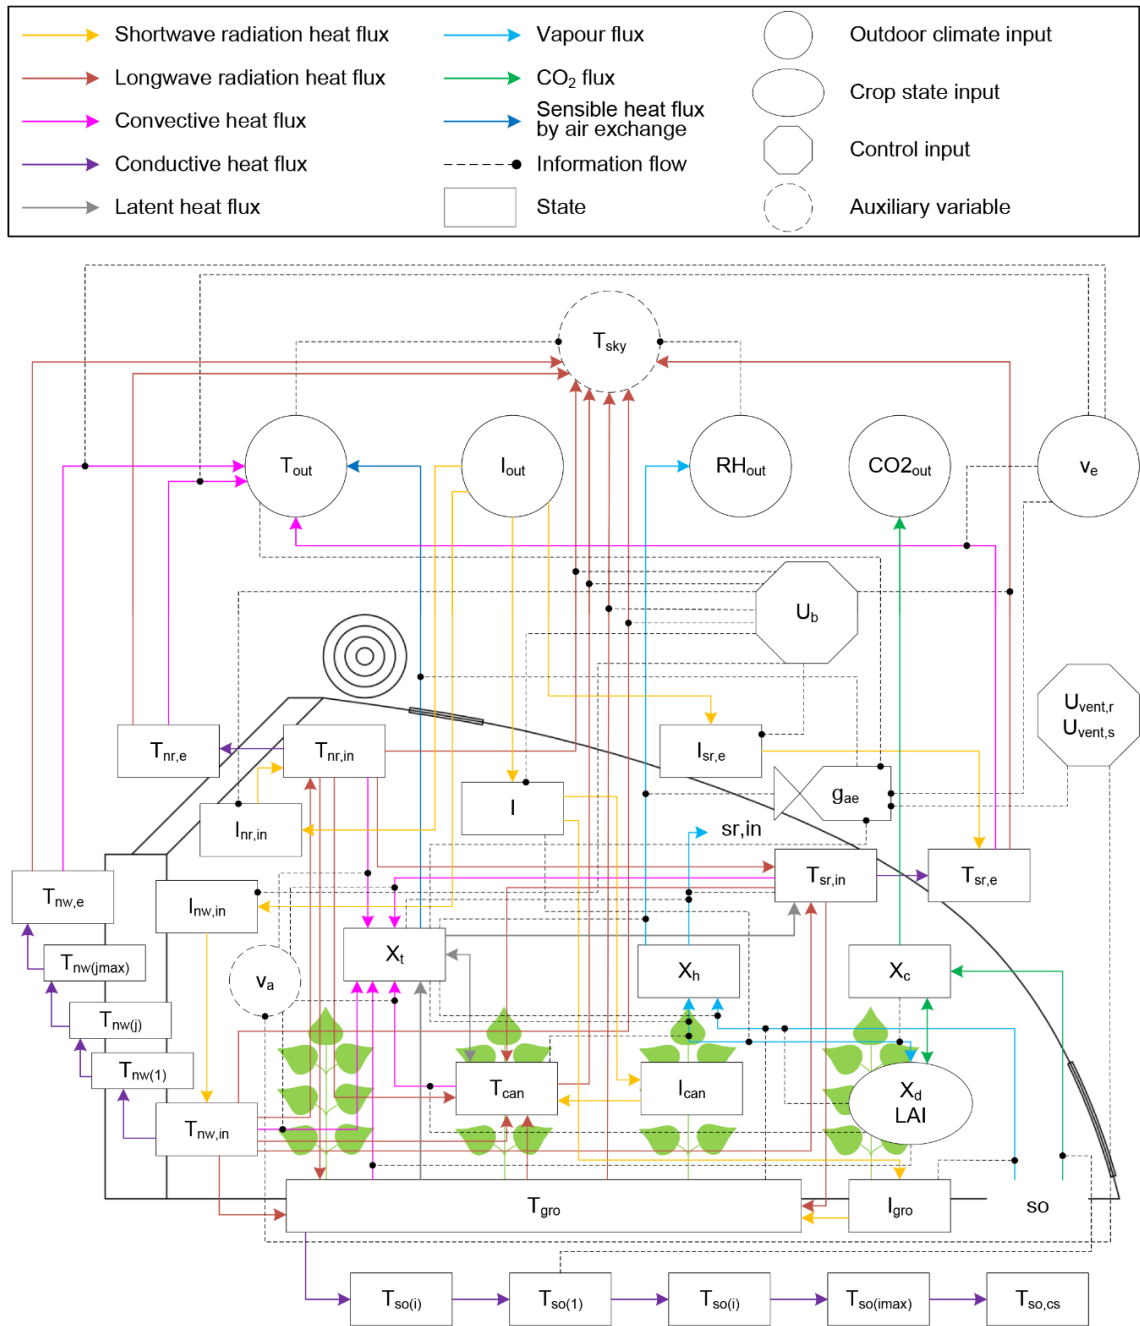 Shortwave radiation heat flux
Vapour flux
Outdoor climate input
Longwave radiation heat flux
CO2 flux
Crop state input
Convective heat flux
Sensible heat flux
by air exchange
Control input
Conductive heat flux
Information flow
Latent heat flux
State
Auxiliary variable
Tsky
Tout
Iout
RHout
CO2out
ve
Ub
Uvent,r
Uvent,s
Tnr,e
Tnr,in
Isr,e
gae
I
Inr,in
sr,in
Tsr,in
Tsr,e
Tnw,e
Inw,in
Xt
Xh
Xc
Tnw(jmax)
va
Tnw(j)
Tnw(1)
Tcan
Ican
Xd
LAI
Tnw,in
Tgro
Igro
so
Tso(i)
Tso(1)
Tso(i)
Tso(imax)
Tso,cs